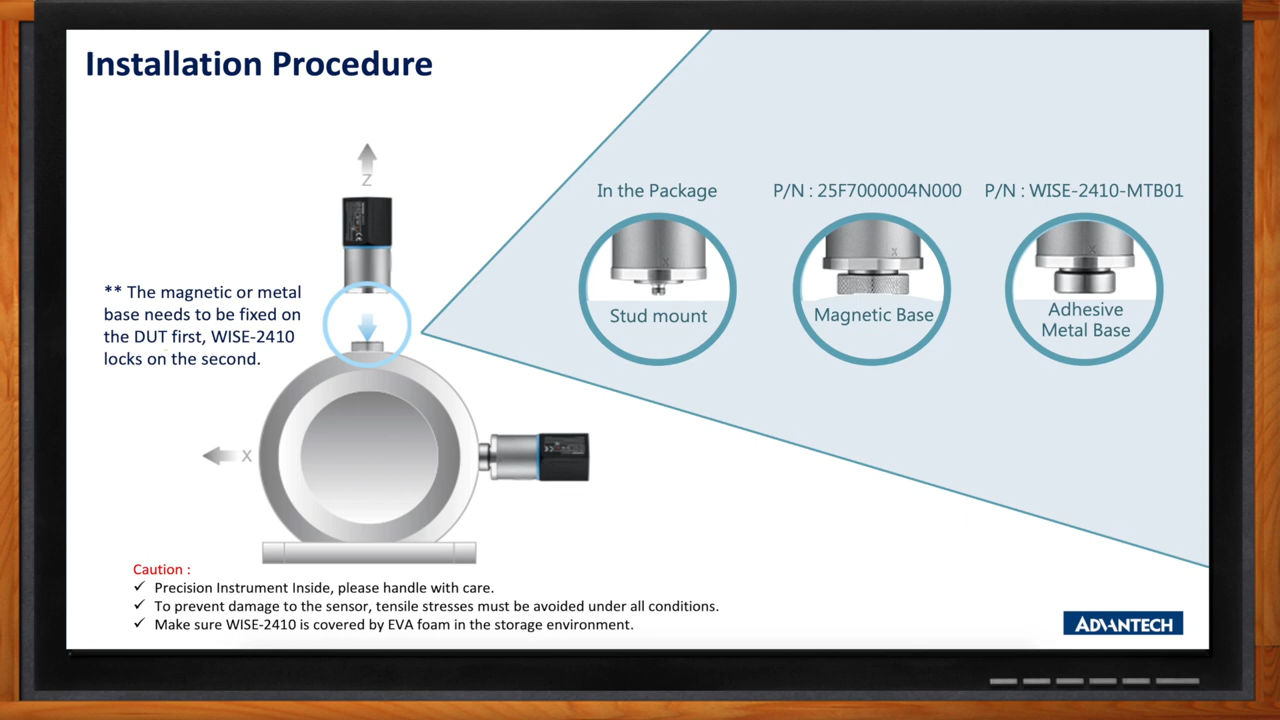 Installation Procedure
Z
In the Package
P/N : 25F7000004N000
P/N : WISE-2410-MTB01
X
X
X
Stud mount
Magnetic Base
Adhesive
Metal Base
** The magnetic or metal
base needs to be fixed on
the DUT first, WISE-2410
locks on the second.
X
Caution :
✓ Precision Instrument Inside, please handle with care.
✓ To prevent damage to the sensor, tensile stresses must be avoided under all conditions.
✓ Make sure WISE-2410 is covered by EVA foam in the storage environment.
ADVANTECH